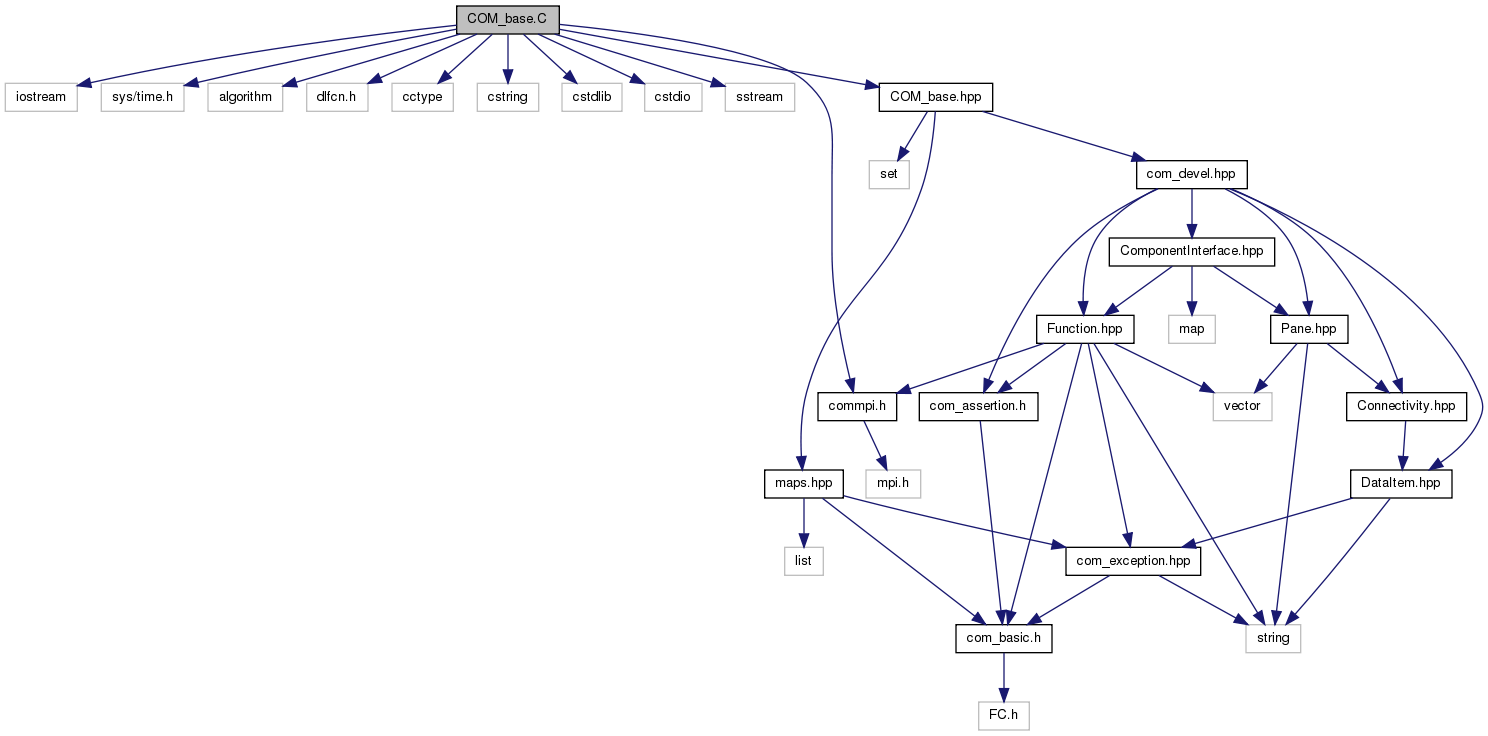 COM_base.C
iostream
sys/time.h
algorithm
dlfcn.h
cctype
cstring
cstdlib
cstdio
sstream
COM_base.hpp
set
com_devel.hpp
ComponentInterface.hpp
Function.hpp
map
Pane.hpp
commpi.h
com_assertion.h
vector
Connectivity.hpp
maps.hpp
mpi.h
DataItem.hpp
list
com_exception.hpp
com_basic.h
string
FC.h